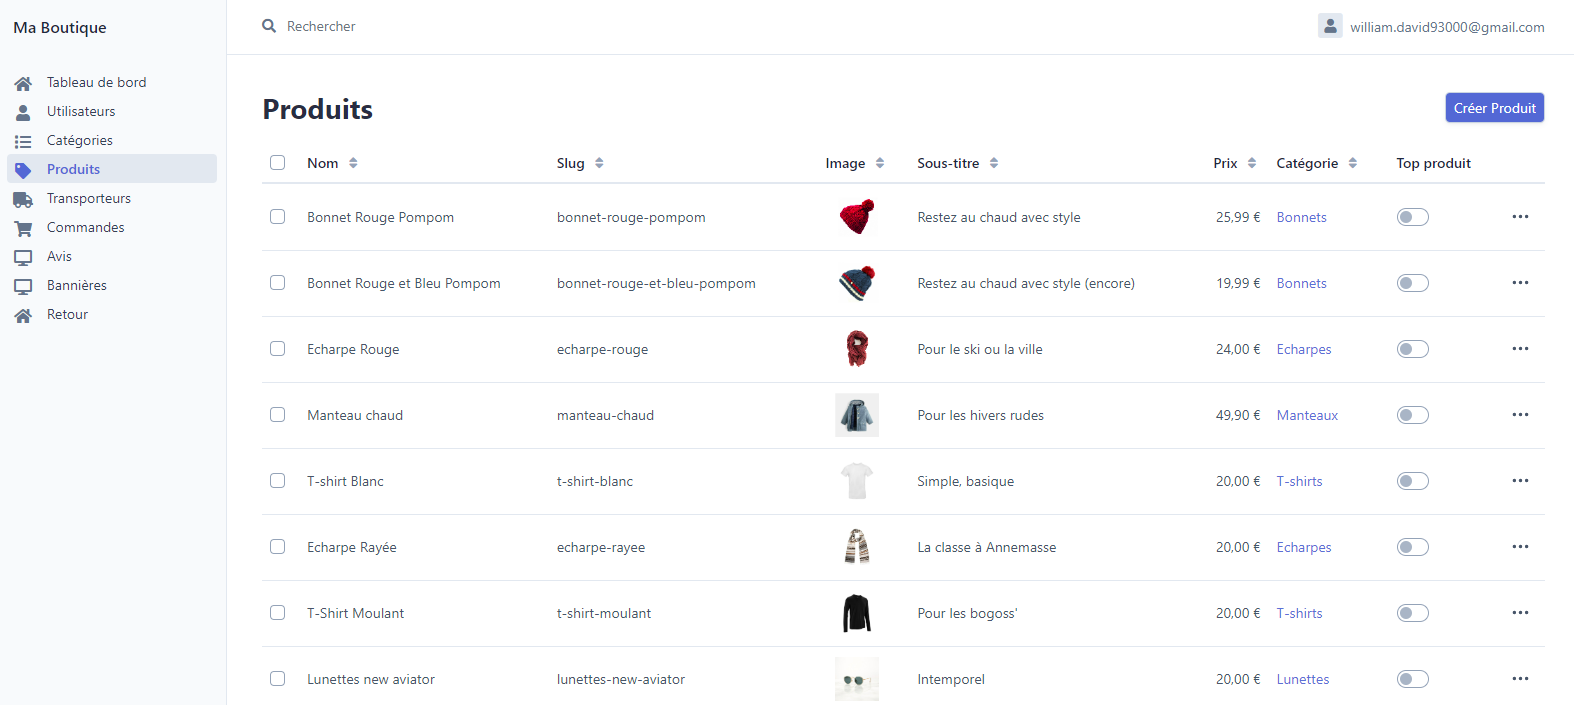 Ma Boutique
Rechercher
william.david93000@gmail.com
Tableau de bord
Utilisateurs
Catégories
Produits
Transporteurs
Commandes
Avis
Bannières
Retour
Produits
Créer Produit
Nom Slug Image Sous-titre Prix Catégorie Top produit
Bonnet Rouge Pompom bonnet-rouge-pompom Restez au chaud avec style 25,99 € Bonnets
Bonnet Rouge et Bleu Pompom bonnet-rouge-et-bleu-pompom Restez au chaud avec style (encore) 19,99 € Bonnets
Echarpe Rouge echarpe-rouge Pour le ski ou la ville 24,00 € Echarpes
Manteau chaud manteau-chaud Pour les hivers rudes 49,90 € Manteaux
T-shirt Blanc t-shirt-blanc Simple, basique 20,00 € T-shirts
Echarpe Rayée echarpe-rayee La classe à Annemasse 20,00 € Echarpes
T-Shirt Moulant t-shirt-moulant Pour les bogoss' 20,00 € T-shirts
Lunettes new aviator lunettes-new-aviator Intemporel 20,00 € Lunettes